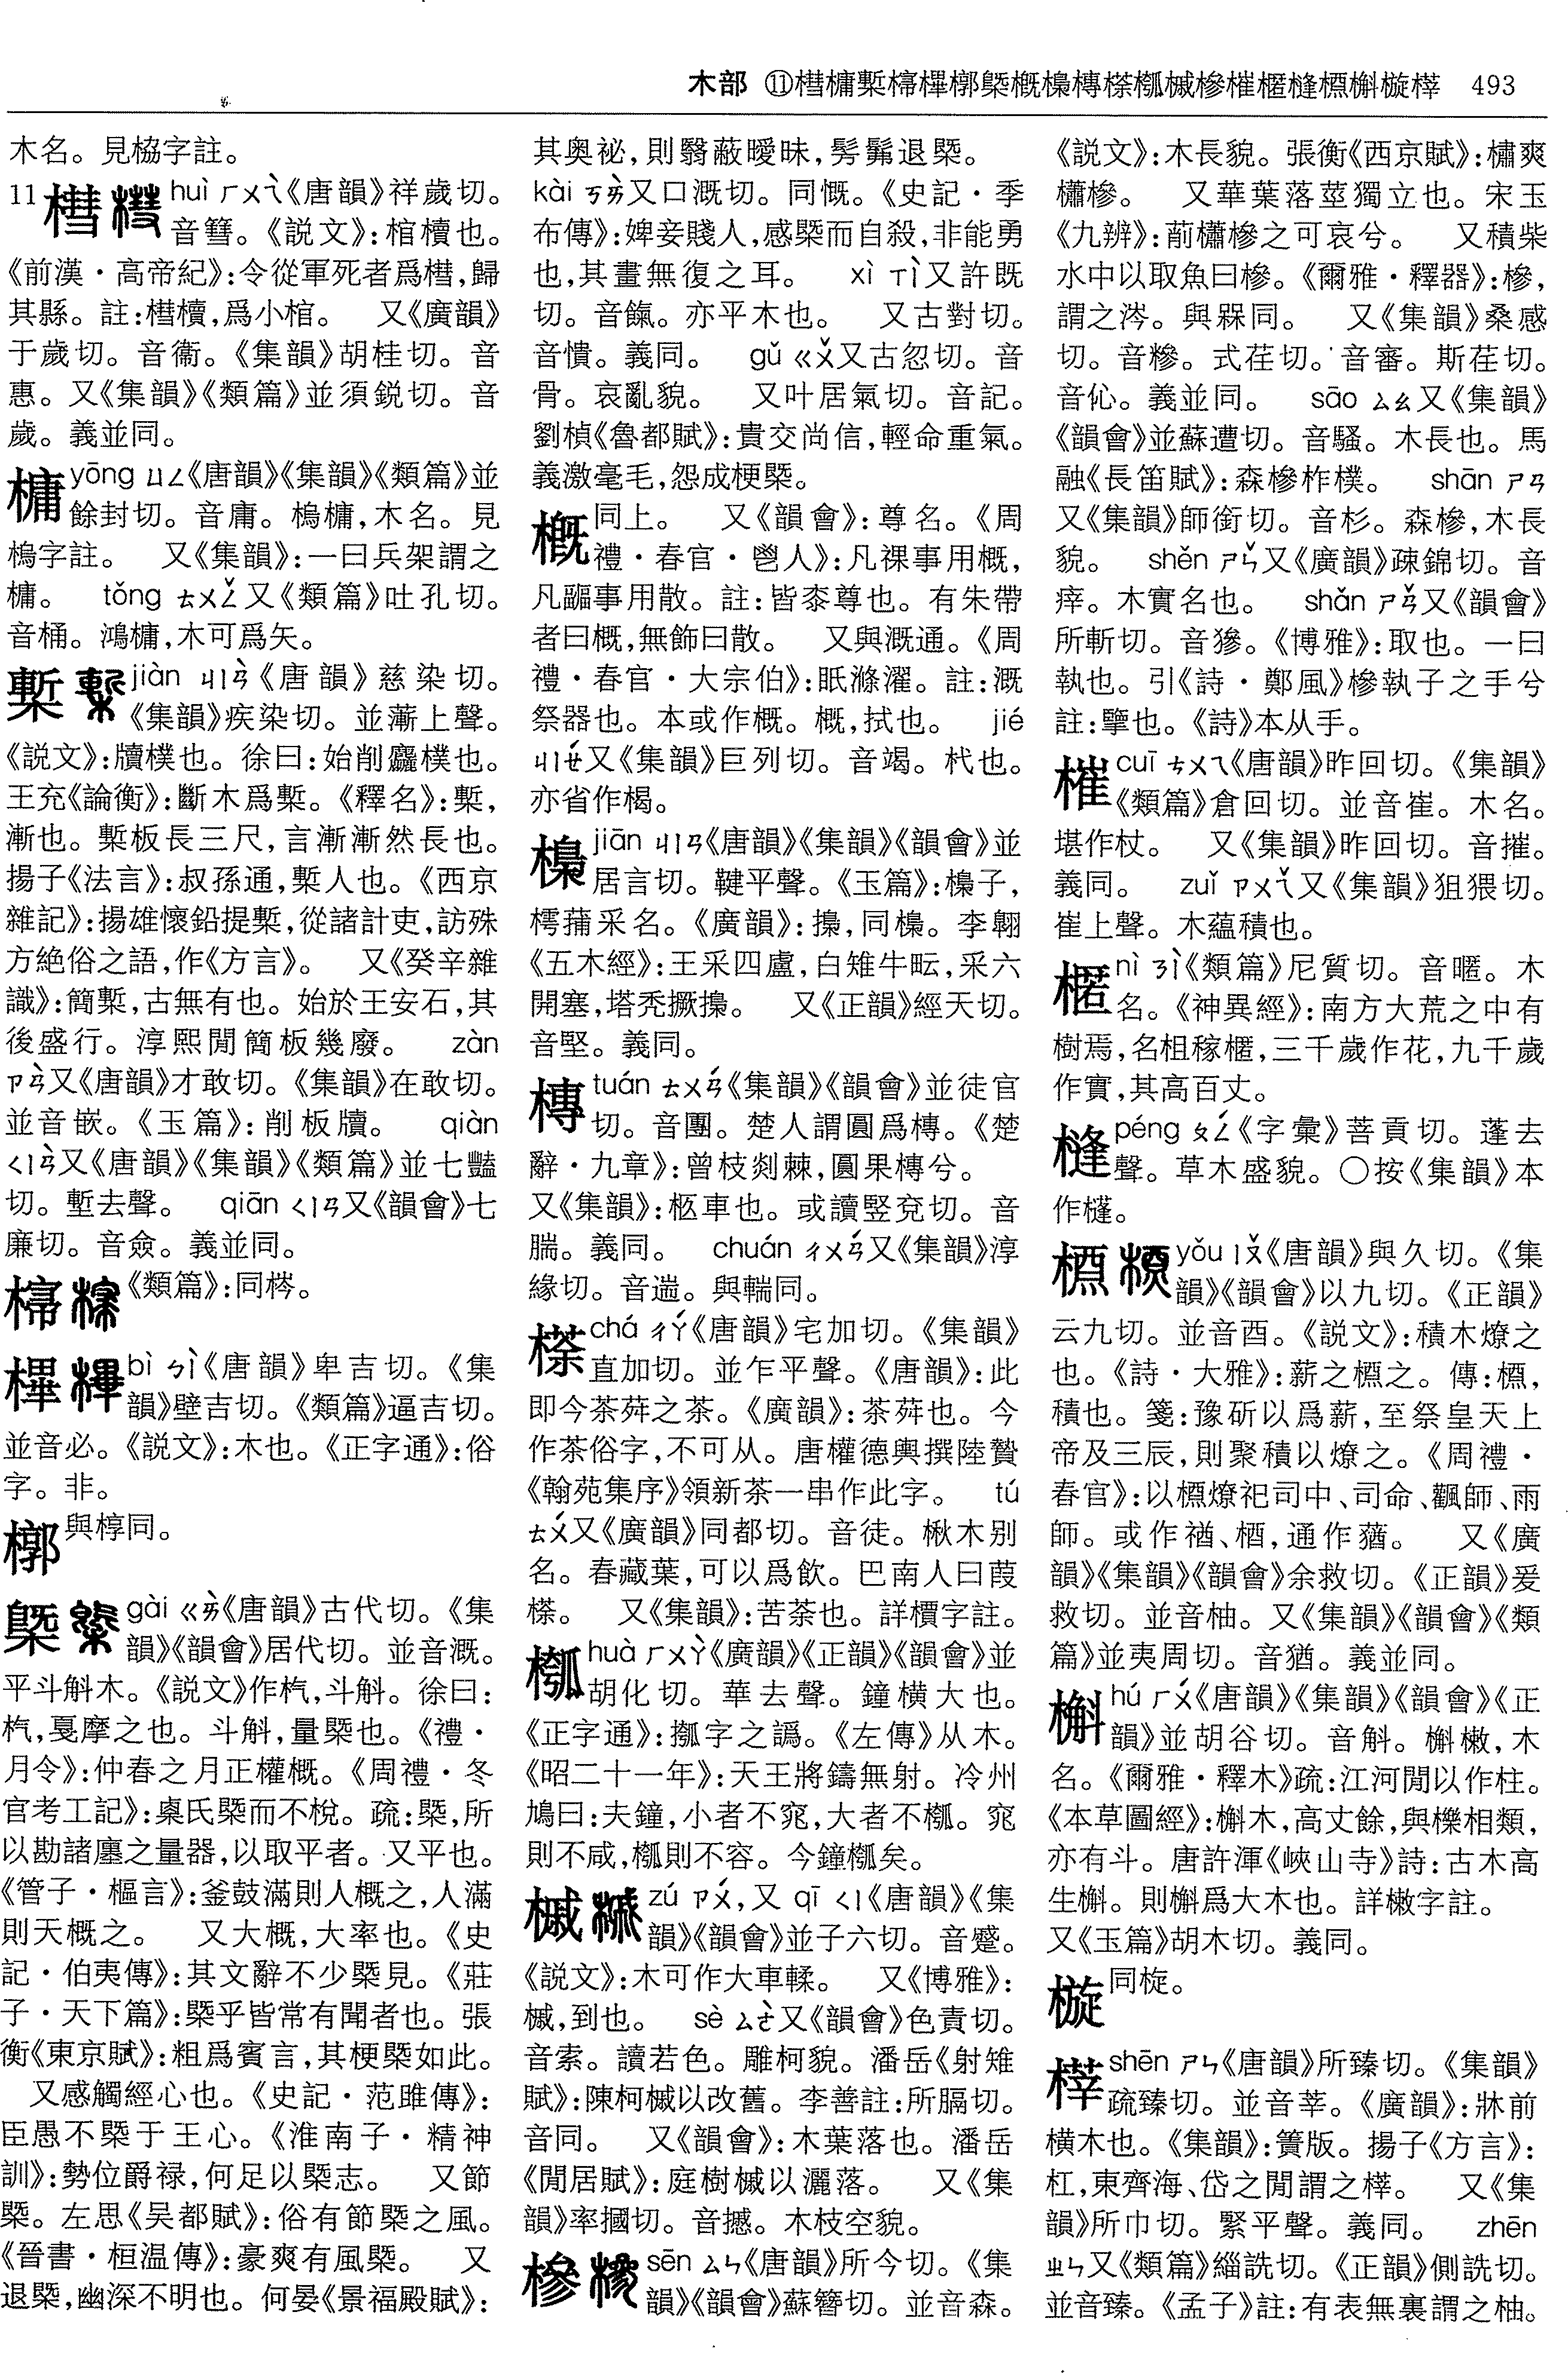 木部 ⑪槥槦槧㮿樺槨槩槪樢槫樣槬槭槮槯㮏槰槱槲㯀榊 493
木名。見栛字註。
11槥 huì ㄏㄨㄟˋ《唐韻》祥歲切。
音篲。《説文》:棺櫝也。
《前漢·高帝紀》:令從軍死者爲槥,歸
其縣。註:槥櫝,爲小棺。 又《廣韻》
于歲切。音衞。《集韻》胡桂切。音
惠。又《集韻》《類篇》並須鋭切。音
歲。義並同。
槦 yōng ㄩㄥ《唐韻》《集韻》《類篇》並
餘封切。音庸。槝槦,木名。見
槝字註。 又《集韻》:一曰兵架謂之
槦。 tǒng ㄊㄨㄥˇ又《類篇》吐孔切。
音桶。鴻槦,木可爲矢。
槧 jiàn ㄐㄧㄢˋ《唐韻》慈染切。
《集韻》疾染切。並漸上聲。
《説文》:牘樸也。徐曰:始削麤樸也。
王充《論衡》:斷木爲槧。《釋名》:槧,
漸也。槧板長三尺,言漸漸然長也。
揚子《法言》:叔孫通,槧人也。《西京
雜記》:揚雄懷鉛提槧,從諸計吏,訪殊
方絶俗之語,作《方言》。 又《癸辛雜
識》:簡槧,古無有也。始於王安石,其
後盛行。淳熙閒簡板幾廢。 zàn
ㄗㄢˋ又《唐韻》才敢切。《集韻》在敢切。
並音嵌。《玉篇》:削板牘。 qiàn
ㄑㄧㄢˋ又《唐韻》《集韻》《類篇》並七豔
切。塹去聲。 qiān ㄑㄧㄢ又《韻會》七
廉切。音僉。義並同。
《類篇》:同梣。
bì ㄅㄧˋ《唐韻》卑吉切。《集
韻》壁吉切。《類篇》逼吉切。
並音必。《説文》:木也。《正字通》:俗
字。非。
槨 與椁同。
槩 gài ㄍㄞˋ《唐韻》古代切。《集
韻》《韻會》居代切。並音溉。
平斗斛木。《説文》作杚,斗斛。徐曰:
杚,戛摩之也。斗斛,量槩也。《禮·
月令》:仲春之月正權概。《周禮·冬
官考工記》:㮚氏槩而不梲。疏:槩,所
以勘諸廛之量器,以取平者。又平也。
《管子·樞言》:釜鼓滿則人概之,人滿
則天概之。 又大概,大率也。《史
記·伯夷傳》:其文辭不少槩見。《莊
子·天下篇》:槩乎皆常有聞者也。張
衡《東京賦》:粗爲賓言,其梗槩如此。
又感觸經心也。《史記·范雎傳》:
臣愚不槩于王心。《淮南子·精神
訓》:勢位爵禄,何足以槩志。 又節
槩。左思《吴都賦》:俗有節槩之風。
《晉書·桓温傳》:豪爽有風槩。 又
退槩,幽深不明也。何晏《景福殿賦》:
其奥祕,則翳蔽曖昧,髣髴退槩。
kài ㄎㄞˋ又口溉切。同慨。《史記·季
布傳》:婢妾賤人,感槩而自殺,非能勇
也,其畫無復之耳。 xì ㄒㄧˋ又許既
切。音餼。亦平木也。 又古對切。
音憒。義同。 gǔ ㄍㄨˇ又古忽切。音
骨。哀亂貌。 又叶居氣切。音記。
劉楨《魯都賦》:貴交尚信,輕命重氣。
義激毫毛,怨成梗槩。
概 同上。 又《韻會》:尊名。《周
禮·春官·鬯人》:凡祼事用概,
凡疈事用散。註:皆桼尊也。有朱帶
者曰概,無飾曰散。 又與溉通。《周
禮·春官·大宗伯》:眡滌濯。註:溉
祭器也。本或作概。概,拭也。 jié
ㄐㄧㄝˊ又《集韻》巨列切。音竭。杙也。
亦省作楬。
jiān ㄐㄧㄢ《唐韻》《集韻》《韻會》並
居言切。鞬平聲。《玉篇》:樢子,
樗蒱采名。《廣韻》:㩃,同樢。李翺
《五木經》:王采四盧,白雉牛㽘,采六
開塞,塔秃撅㩃。 又《正韻》經天切。
音堅。義同。
槫 tuán ㄊㄨㄢˊ《集韻》《韻會》並徒官
切。音團。楚人謂圓爲槫。《楚
辭·九章》:曾枝剡棘,圓果槫兮。
又《集韻》:柩車也。或讀竪兗切。音
腨。義同。 chuán ㄔㄨㄢˊ又《集韻》淳
緣切。音遄。與輲同。
㯉 chá ㄔㄚˊ《唐韻》宅加切。《集韻》
直加切。並乍平聲。《唐韻》:此
即今茶荈之茶。《廣韻》:茶荈也。今
作茶俗字,不可从。唐權德輿撰陸贄
《翰苑集序》領新茶一串作此字。 tú
ㄊㄨˊ又《廣韻》同都切。音徒。楸木别
名。春藏葉,可以爲飲。巴南人曰葭
㯉。 又《集韻》:苦荼也。詳檟字註。
槬 huà ㄏㄨㄚˋ《廣韻》《正韻》《韻會》並
胡化切。華去聲。鐘横大也。
《正字通》:摦字之譌。《左傳》从木。
《昭二十一年》:天王將鑄無射。冷州
鳩曰:夫鐘,小者不窕,大者不槬。窕
則不咸,槬則不容。今鐘槬矣。
槭 zú ㄗㄨˊ,又 qī ㄑㄧ《唐韻》《集
韻》《韻會》並子六切。音蹙。
《説文》:木可作大車輮。 又《博雅》:
槭,到也。 sè ㄙㄜˋ又《韻會》色責切。
音索。讀若色。雕柯貌。潘岳《射雉
賦》:陳柯槭以改舊。李善註:所膈切。
音同。 又《韻會》:木葉落也。潘岳
《閒居賦》:庭樹槭以灑落。 又《集
韻》率摑切。音摵。木枝空貌。
槮 sēn ㄙㄣ《唐韻》所今切。《集
韻》《韻會》蘇簪切。並音森。
《説文》:木長貌。張衡《西京賦》:橚爽
櫹槮。 又華葉落莖獨立也。宋玉
《九辨》:萷櫹槮之可哀兮。 又積柴
水中以取魚曰槮。《爾雅·釋器》:槮,
謂之涔。與罧同。 又《集韻》桑感
切。音糝。式荏切。音審。斯荏切。
音伈。義並同。 sāo ㄙㄠ又《集韻》
《韻會》並蘇遭切。音騷。木長也。馬
融《長笛賦》:森槮柞樸。 shān ㄕㄢ
又《集韻》師銜切。音杉。森槮,木長
貌。 shěn ㄕㄣˇ又《廣韻》疎錦切。音
痒。木實名也。 shǎn ㄕㄢˇ又《韻會》
所斬切。音摻。《博雅》:取也。一曰
執也。引《詩·鄭風》槮執子之手兮
註:擥也。《詩》本从手。
槯 cuī ㄘㄨㄟ《唐韻》昨回切。《集韻》
《類篇》倉回切。並音崔。木名。
堪作杖。 又《集韻》昨回切。音摧。
義同。 zuǐ ㄗㄨㄟˇ又《集韻》狙猥切。
崔上聲。木蘊積也。
nì ㄋㄧˋ《類篇》尼質切。音暱。木
名。《神異經》:南方大荒之中有
樹焉,名柤稼㮏,三千歲作花,九千歲
作實,其高百丈。
槰 péng ㄆㄥˊ《字彙》菩貢切。蓬去
聲。草木盛貌。○按《集韻》本
作槿。
槱 yǒu ㄧㄡˇ《唐韻》與久切。《集
韻》《韻會》以九切。《正韻》
云九切。並音酉。《説文》:積木燎之
也。《詩·大雅》:薪之槱之。傳:槱,
積也。箋:豫斫以爲薪,至祭皇天上
帝及三辰,則聚積以燎之。《周禮·
春官》:以槱燎祀司中、司命、飌師、雨
師。或作禉、梄,通作蕕。 又《廣
韻》《集韻》《韻會》余救切。《正韻》爰
救切。並音柚。又《集韻》《韻會》《類
篇》並夷周切。音猶。義並同。
槲 hú ㄏㄨˊ《唐韻》《集韻》《韻會》《正
韻》並胡谷切。音斛。槲樕,木
名。《爾雅·釋木》疏:江河閒以作柱。
《本草圖經》:槲木,高丈餘,與櫟相類,
亦有斗。唐許渾《峽山寺》詩:古木高
生槲。則槲爲大木也。詳樕字註。
又《玉篇》胡木切。義同。
同椗。
shēn ㄕㄣ《唐韻》所臻切。《集韻》
疏臻切。並音莘。《廣韻》:牀前
横木也。《集韻》:簀版。揚子《方言》:
杠,東齊海、岱之閒謂之樺。 又《集
韻》所巾切。緊平聲。義同。 zhēn
ㄓㄣ又《類篇》緇詵切。《正韻》側詵切。
並音臻。《孟子》註:有表無裏謂之柚。